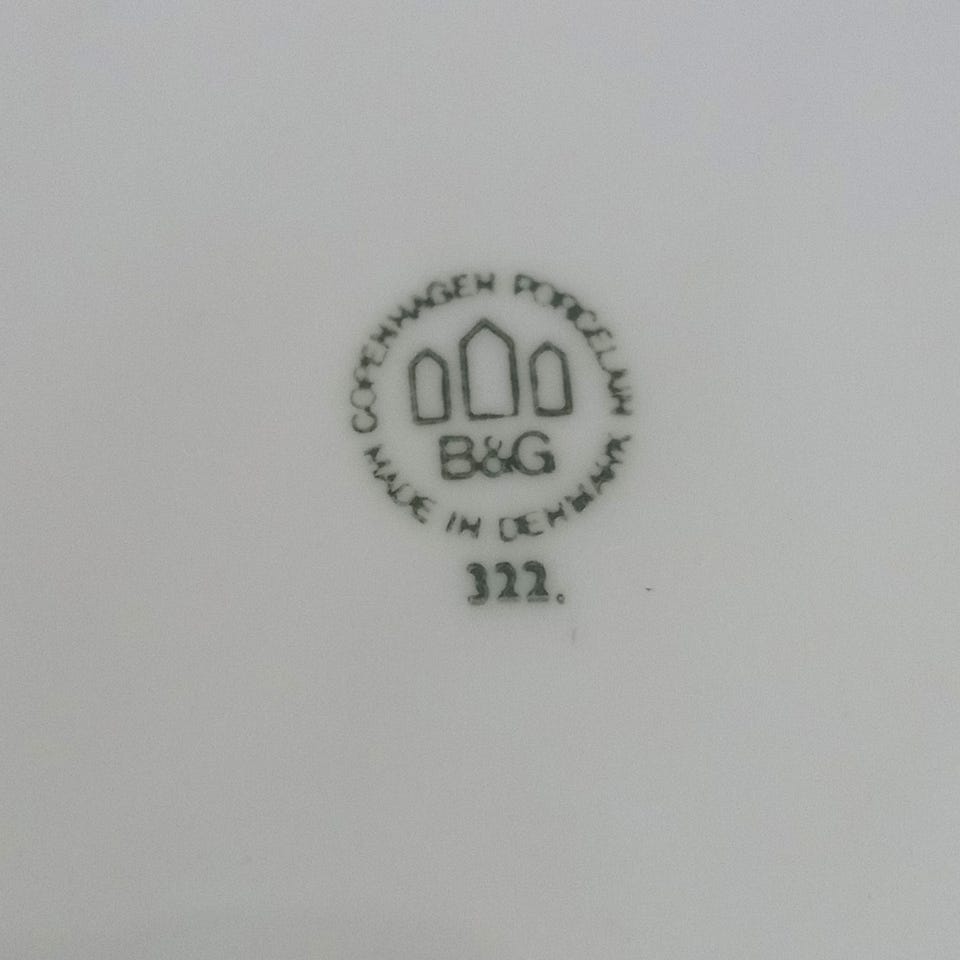 COPENHAGEN PORCELAIN
B&G
MADE IN DENMARK
322.